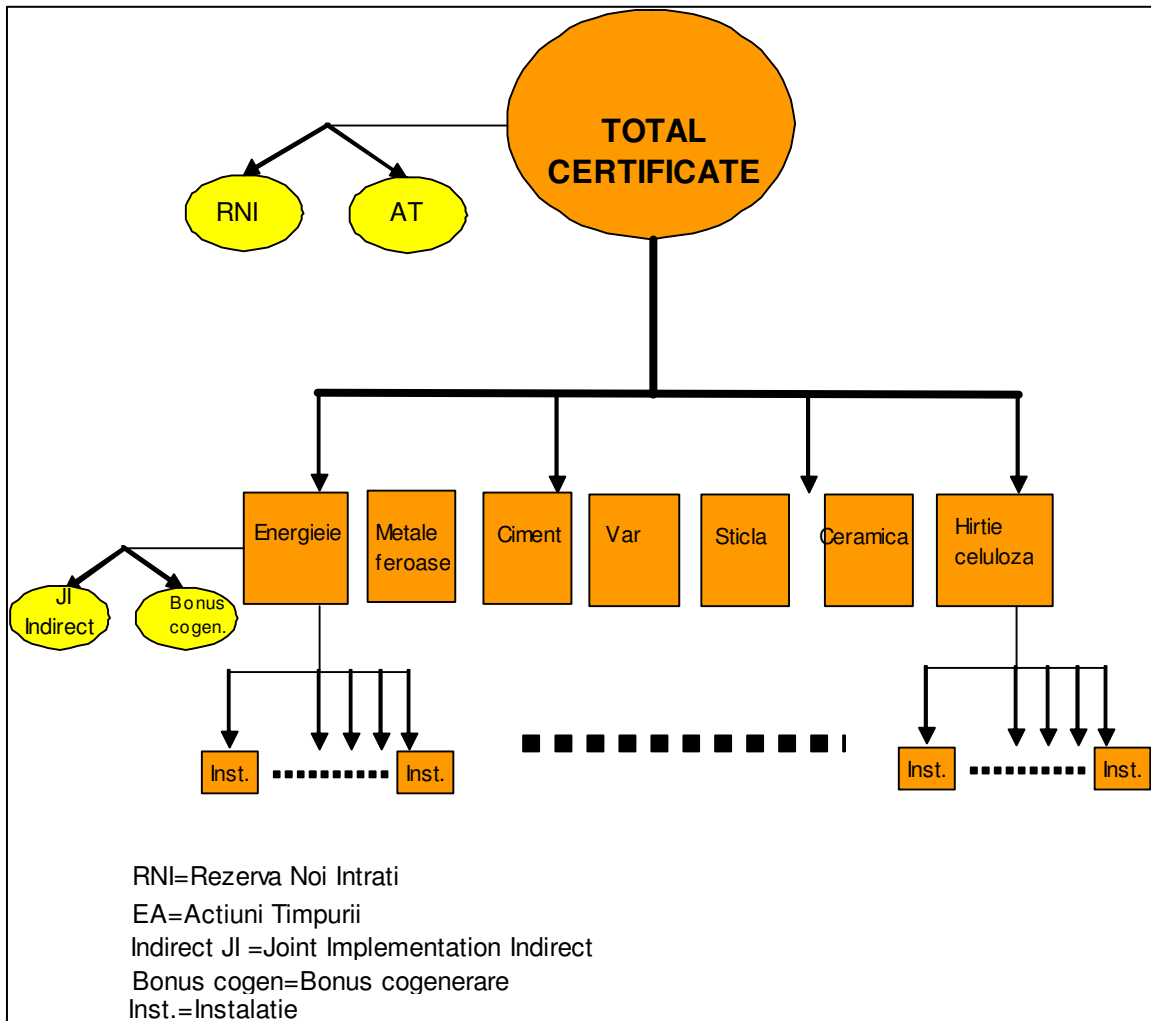 TOTAL
CERTIFICATE
RNI
AT
Energieie
Metale
feroase
Ciment
Var
Sticla
Ceramica
Hirtie
celuloza
JI
Indirect
Bonus
cogen.
Inst.
Inst.
Inst.
Inst.
RNI=Rezerva Noi Intrati
EA=Actiuni Timpurii
Indirect JI =Joint Implementation Indirect
Bonus cogen=Bonus cogenerare
Inst.=Instalatie